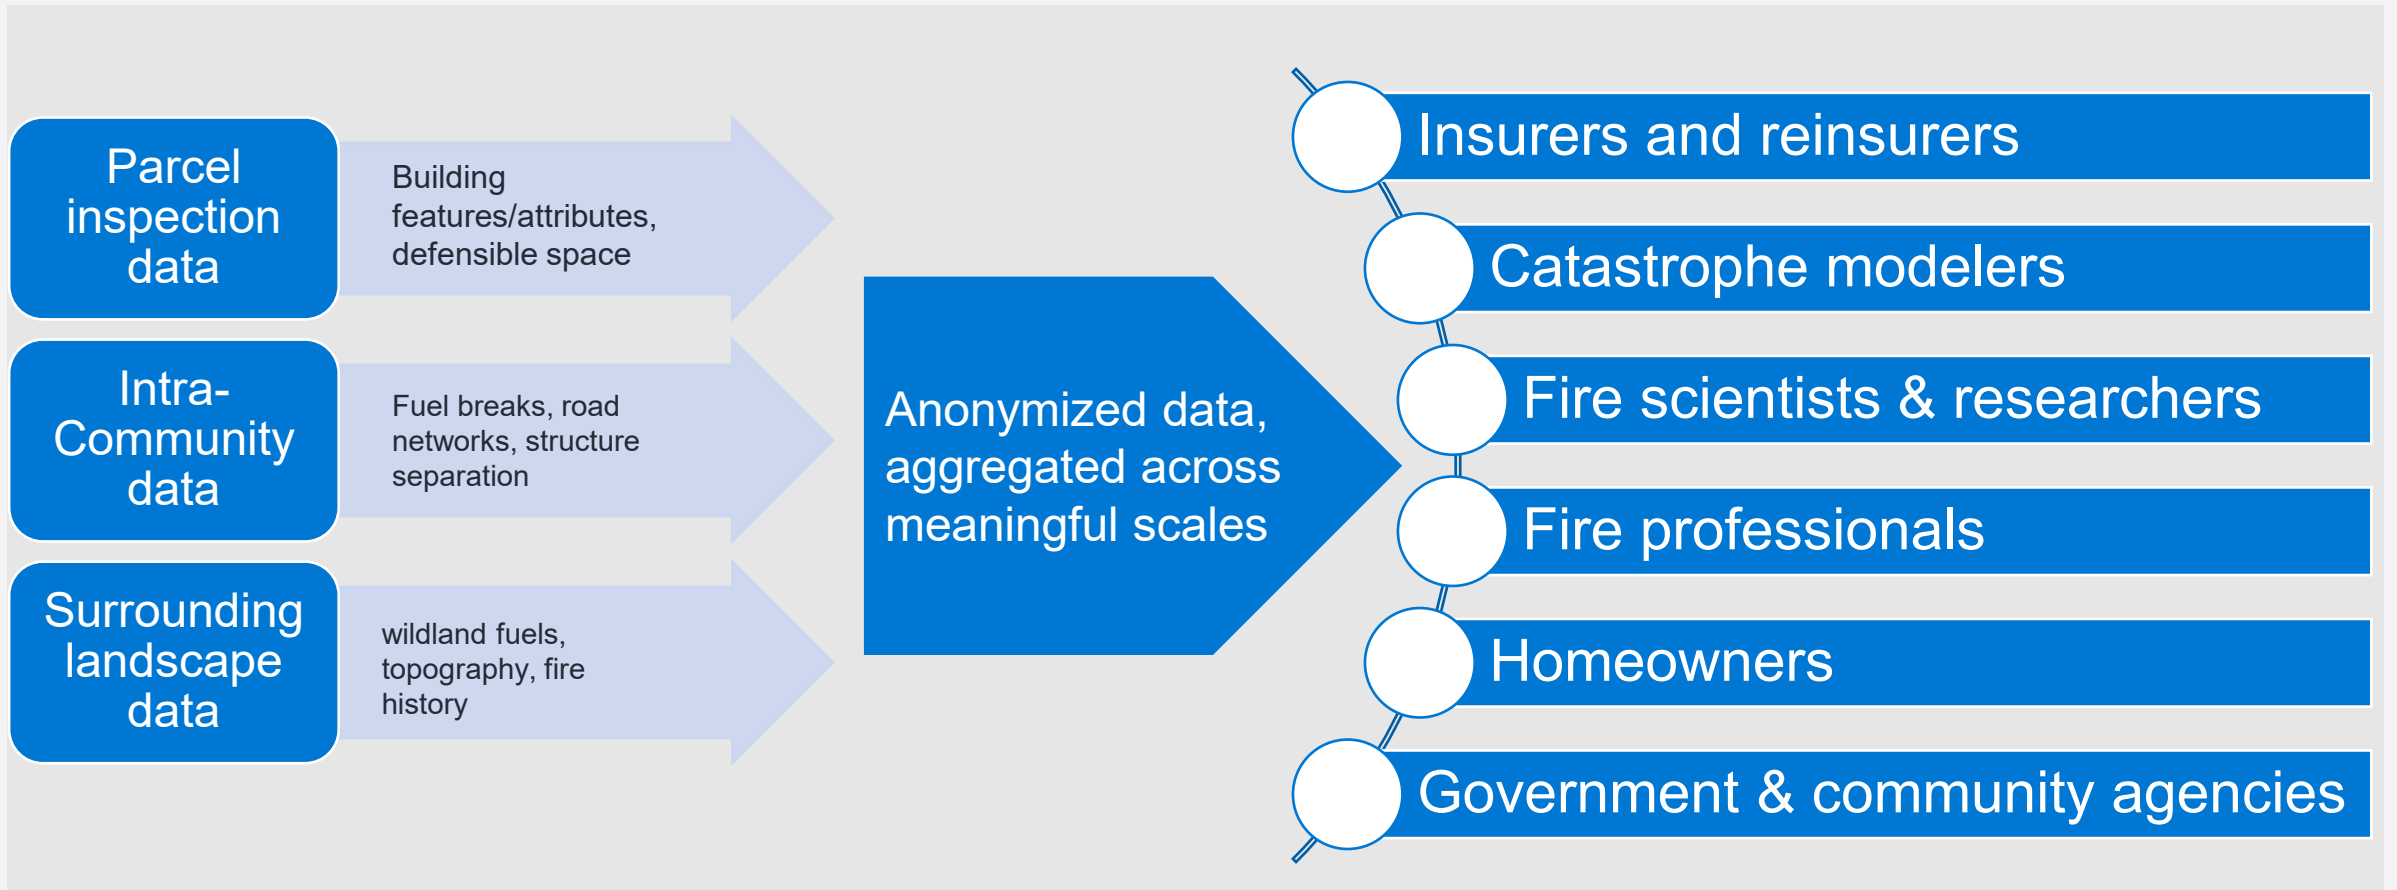 Parcel
inspection
data
Building
features/attributes,
defensible space
Intra-
Community
data
Fuel breaks, road
networks, structure
separation
Surrounding
landscape
data
wildland fuels,
topography, fire
history
Anonymized data,
aggregated across
meaningful scales
Insurers and reinsurers
Catastrophe modelers
Fire scientists & researchers
Fire professionals
Homeowners
Government & community agencies